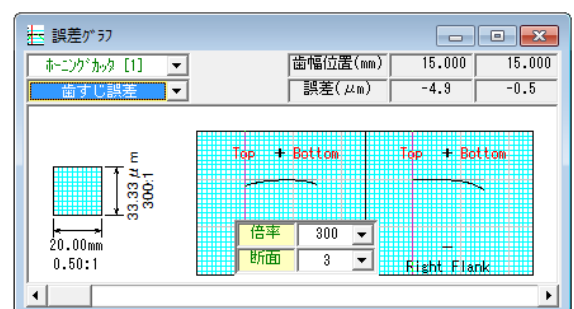 誤差ｸﾞﾗﾌ
ﾎｰﾆﾝｸﾞｶｯﾀ [1]
歯幅位置(mm) 15.000 15.000
歯すじ誤差
誤差(μm) -4.9 -0.5
Top + Bottom Top + Bottom
33.33μm
300:1
20.00mm
0.50:1
倍率 300
断面 3
Right Flank